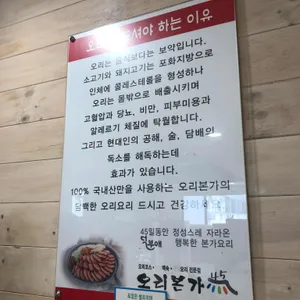 오리 드셔야 하는 이유
오리는 음식보다는 보약입니다.
소고기와 돼지고기는 포화지방으로
인체에 콜레스테롤을 형성하나
오리는 몸밖으로 배출시키며
고혈압과 당뇨, 비만, 피부미용과
알레르기 체질에 탁월합니다.
그리고 현대인의 공해, 술, 담배의
독소를 해독하는데
효과가 있습니다.
100% 국내산만을 사용하는 오리본가의
담백한 오리요리 드시고 건강하세요.
45일동안 정성스레 자라온
행복한 본가요리
오리 전문점
오리본가